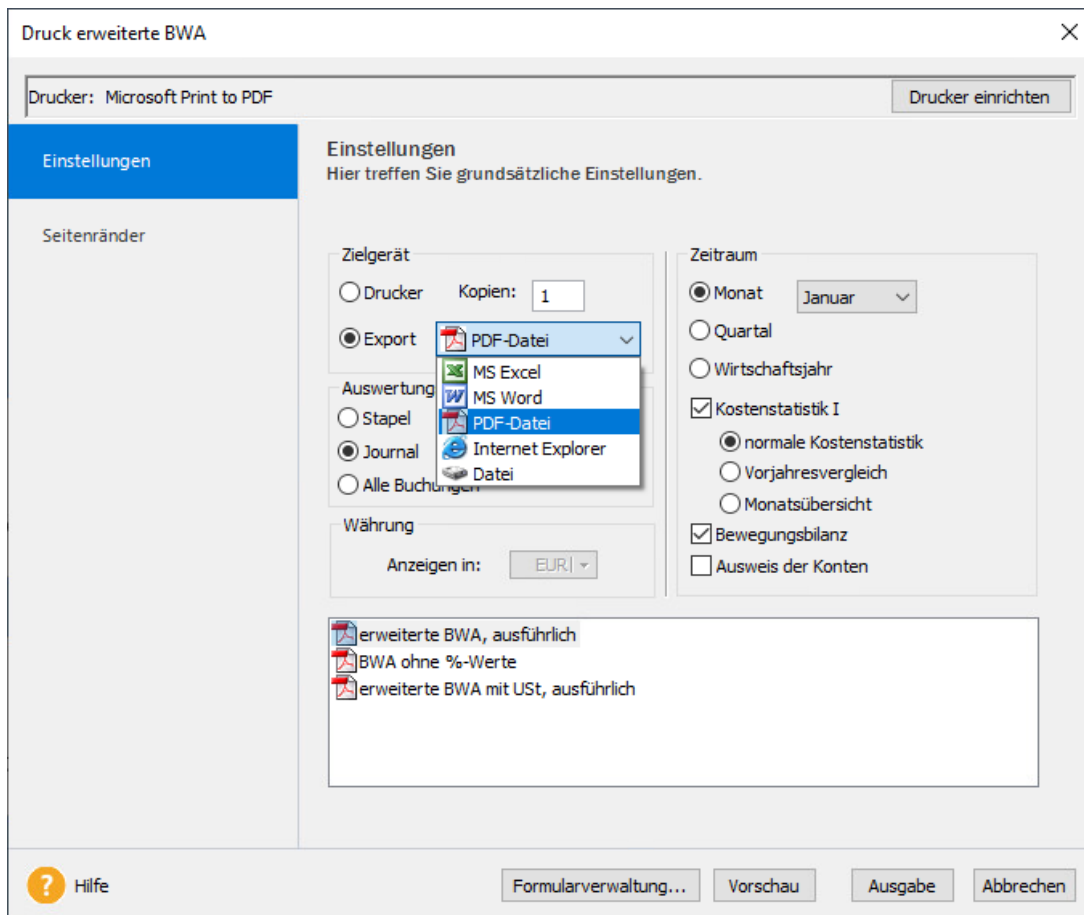 Druck erweiterte BWA
Drucker: Microsoft Print to PDF
Drucker einrichten
Einstellungen
Seitenränder
Einstellungen
Hier treffen Sie grundsätzliche Einstellungen.
Zielgerät
Drucker Kopien: 1
Export PDF-Datei
MS Excel
MS Word
PDF-Datei
Internet Explorer
Datei
Auswertung
Stapel
Journal
Alle Buchungen
Währung
Anzeigen in: EUR
Zeitraum
Monat Januar
Quartal
Wirtschaftsjahr
Kostenstatistik I
normale Kostenstatistik
Vorjahresvergleich
Monatsübersicht
Bewegungsbilanz
Ausweis der Konten
erweiterte BWA, ausführlich
BWA ohne %-Werte
erweiterte BWA mit USt, ausführlich
? Hilfe
Formularverwaltung...
Vorschau
Ausgabe
Abbrechen